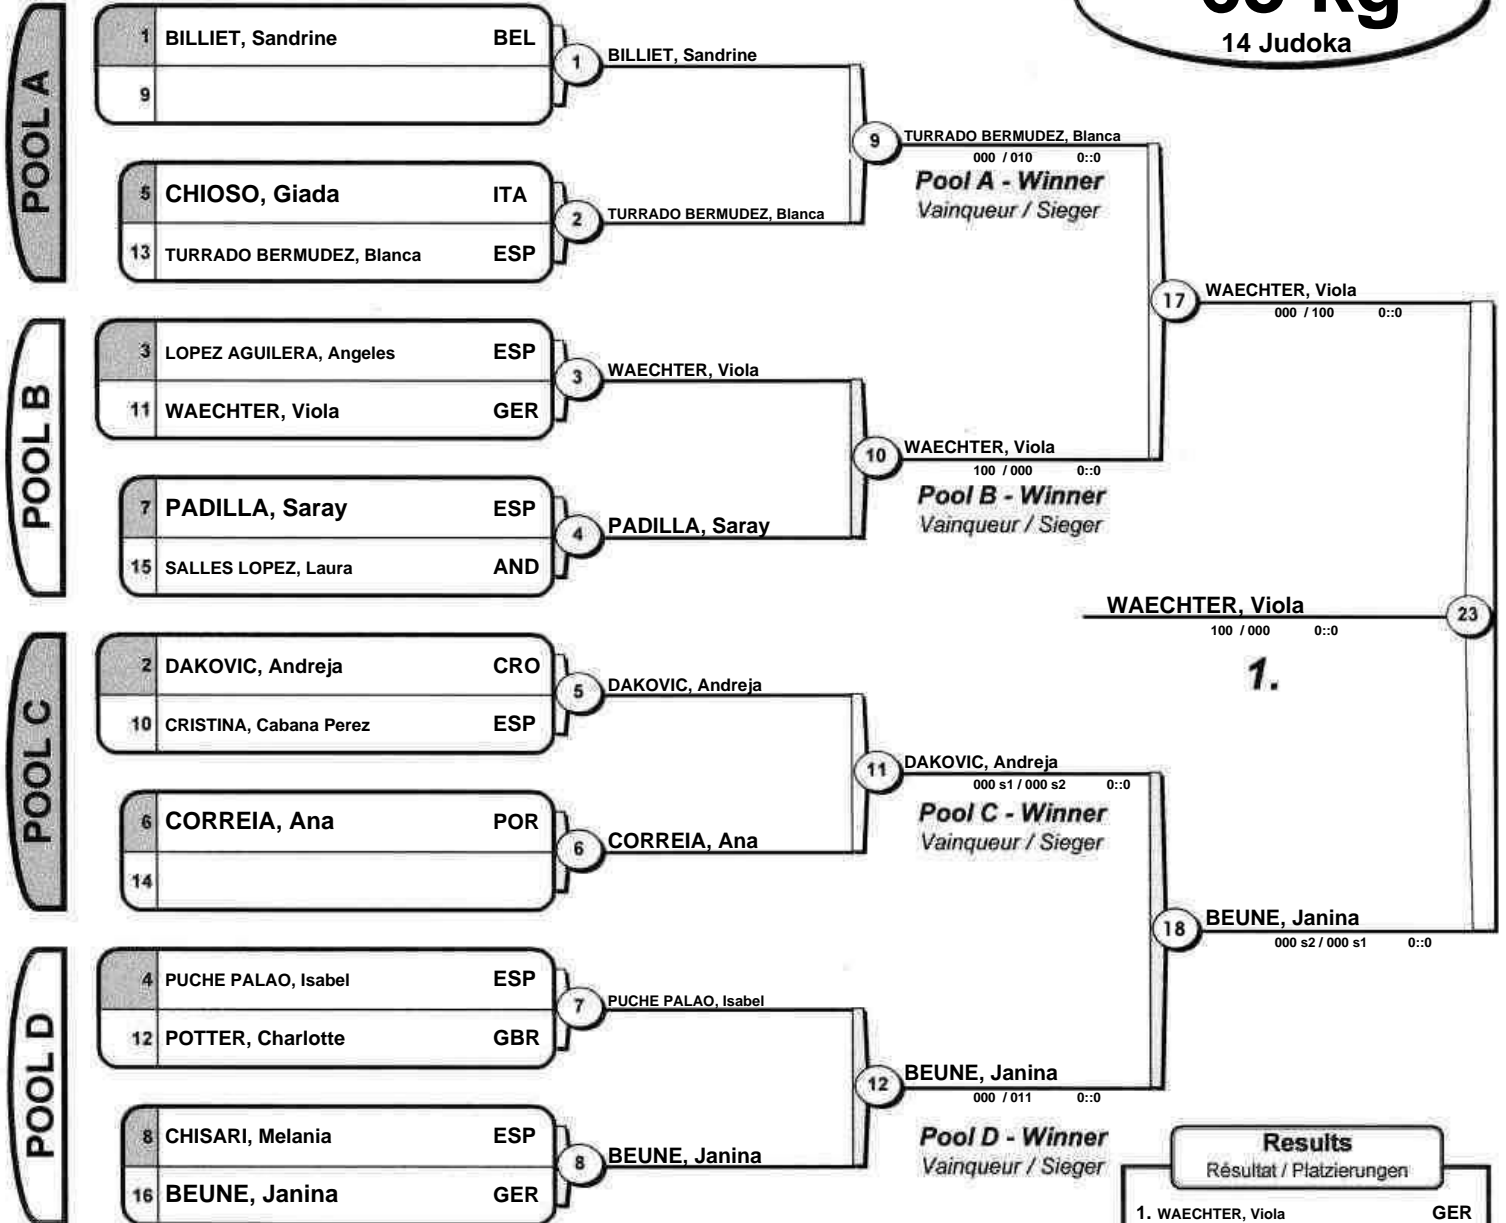 14 Judoka
POOL A
1 BILLIET, Sandrine BEL
9
1 BILLIET, Sandrine
5 CHIOSO, Giada ITA
13 TURRADO BERMUDEZ, Blanca ESP
2 TURRADO BERMUDEZ, Blanca
9 TURRADO BERMUDEZ, Blanca
000 / 010 0::0
Pool A - Winner
Vainqueur / Sieger
POOL B
3 LOPEZ AGUILERA, Angeles ESP
11 WAECHTER, Viola GER
3 WAECHTER, Viola
7 PADILLA, Saray ESP
15 SALLES LOPEZ, Laura AND
4 PADILLA, Saray
10 WAECHTER, Viola
100 / 000 0::0
Pool B - Winner
Vainqueur / Sieger
17 WAECHTER, Viola
000 / 100 0::0
WAECHTER, Viola 23
100 / 000 0::0
1.
POOL C
2 DAKOVIC, Andreja CRO
10 CRISTINA, Cabana Perez ESP
5 DAKOVIC, Andreja
6 CORREIA, Ana POR
14
6 CORREIA, Ana
11 DAKOVIC, Andreja
000 s1 / 000 s2 0::0
Pool C - Winner
Vainqueur / Sieger
POOL D
4 PUCHE PALAO, Isabel ESP
12 POTTER, Charlotte GBR
7 PUCHE PALAO, Isabel
8 CHISARI, Melania ESP
16 BEUNE, Janina GER
8 BEUNE, Janina
12 BEUNE, Janina
000 / 011 0::0
Pool D - Winner
Vainqueur / Sieger
18 BEUNE, Janina
000 s2 / 000 s1 0::0
Results
Résultat / Platzierungen
1. WAECHTER, Viola GER